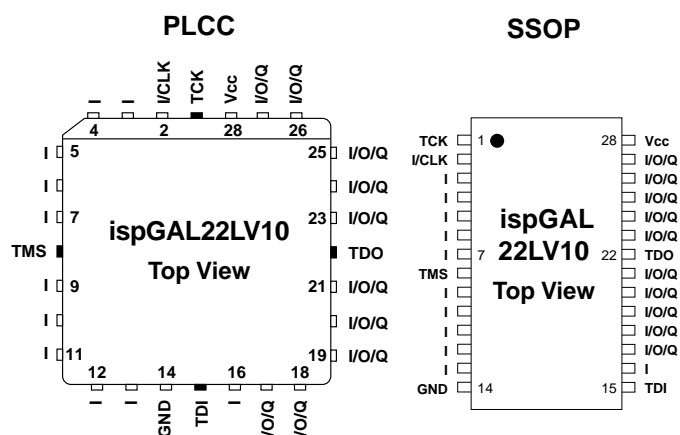 PLCC
I
I
I/CLK
TCK
Vcc
I/O/Q
I/O/Q
4 2 28 26
I 5 25 I/O/Q
I I/O/Q
I 7 23 I/O/Q
ispGAL22LV10
TMS TDO
Top View
I 9 21 I/O/Q
I I/O/Q
I 11 19 I/O/Q
12 14 16 18
I
I
GND
TDI
I
/O/Q
/O/Q
SSOP
TCK 1 28 Vcc
I/CLK I/O/Q
I I/O/Q
I I/O/Q
I I/O/Q
ispGAL
I I/O/Q
22LV10
I 7 22 TDO
TMS I/O/Q
Top View
I I/O/Q
I I/O/Q
I I/O/Q
I I/O/Q
I I
GND 14 15 TDI